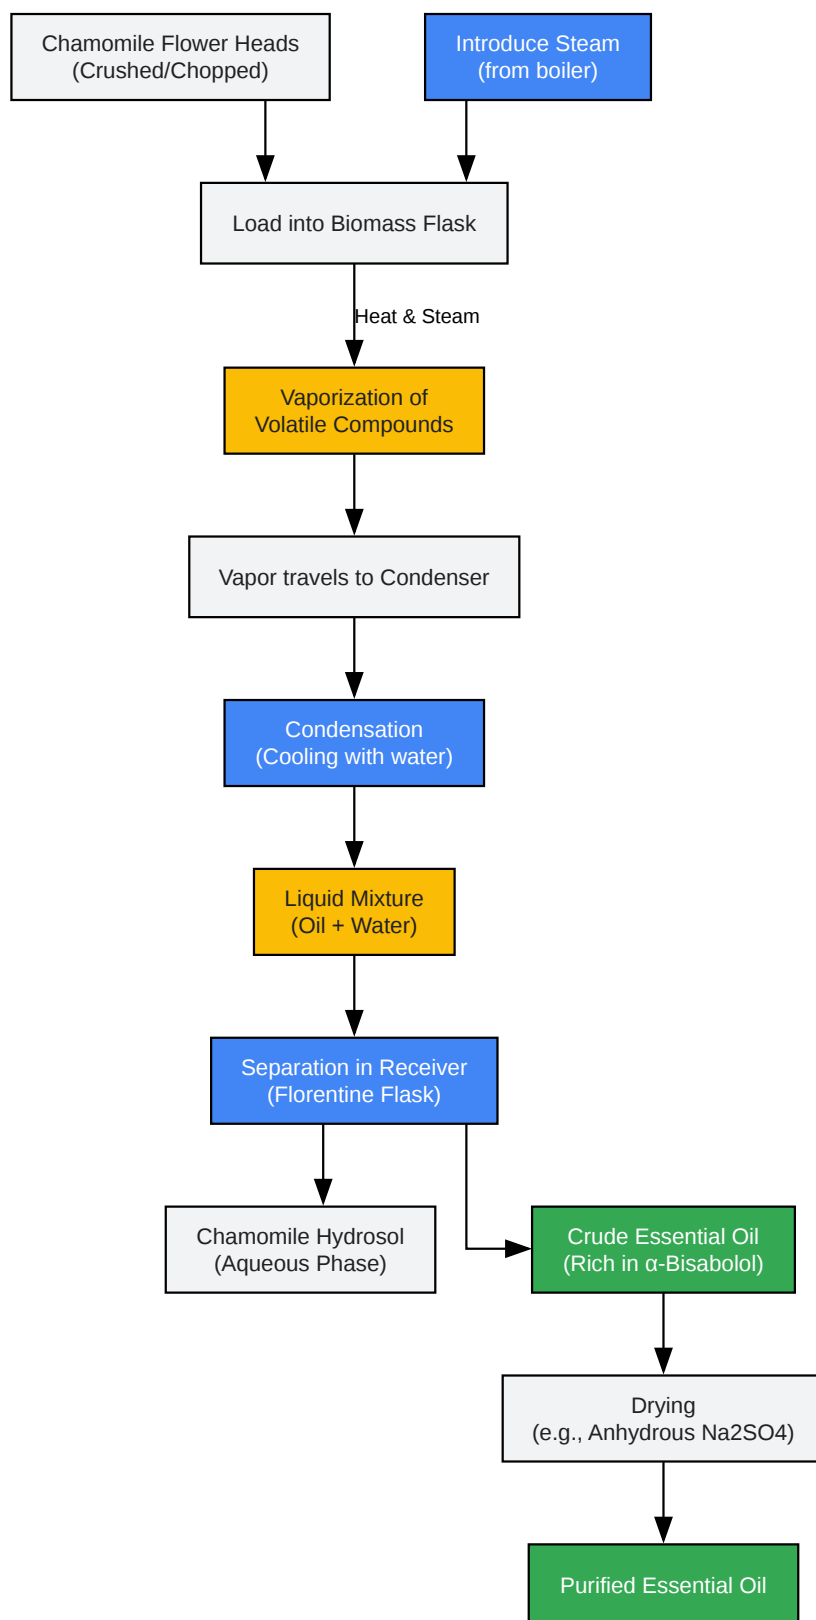 Chamomile Flower Heads
(Crushed/Chopped)
Introduce Steam
(from boiler)
Load into Biomass Flask
Heat & Steam
Vaporization of
Volatile Compounds
Vapor travels to Condenser
Condensation
(Cooling with water)
Liquid Mixture
(Oil + Water)
Separation in Receiver
(Florentine Flask)
Chamomile Hydrosol
(Aqueous Phase)
Crude Essential Oil
(Rich in α-Bisabolol)
Drying
(e.g., Anhydrous Na2SO4)
Purified Essential Oil